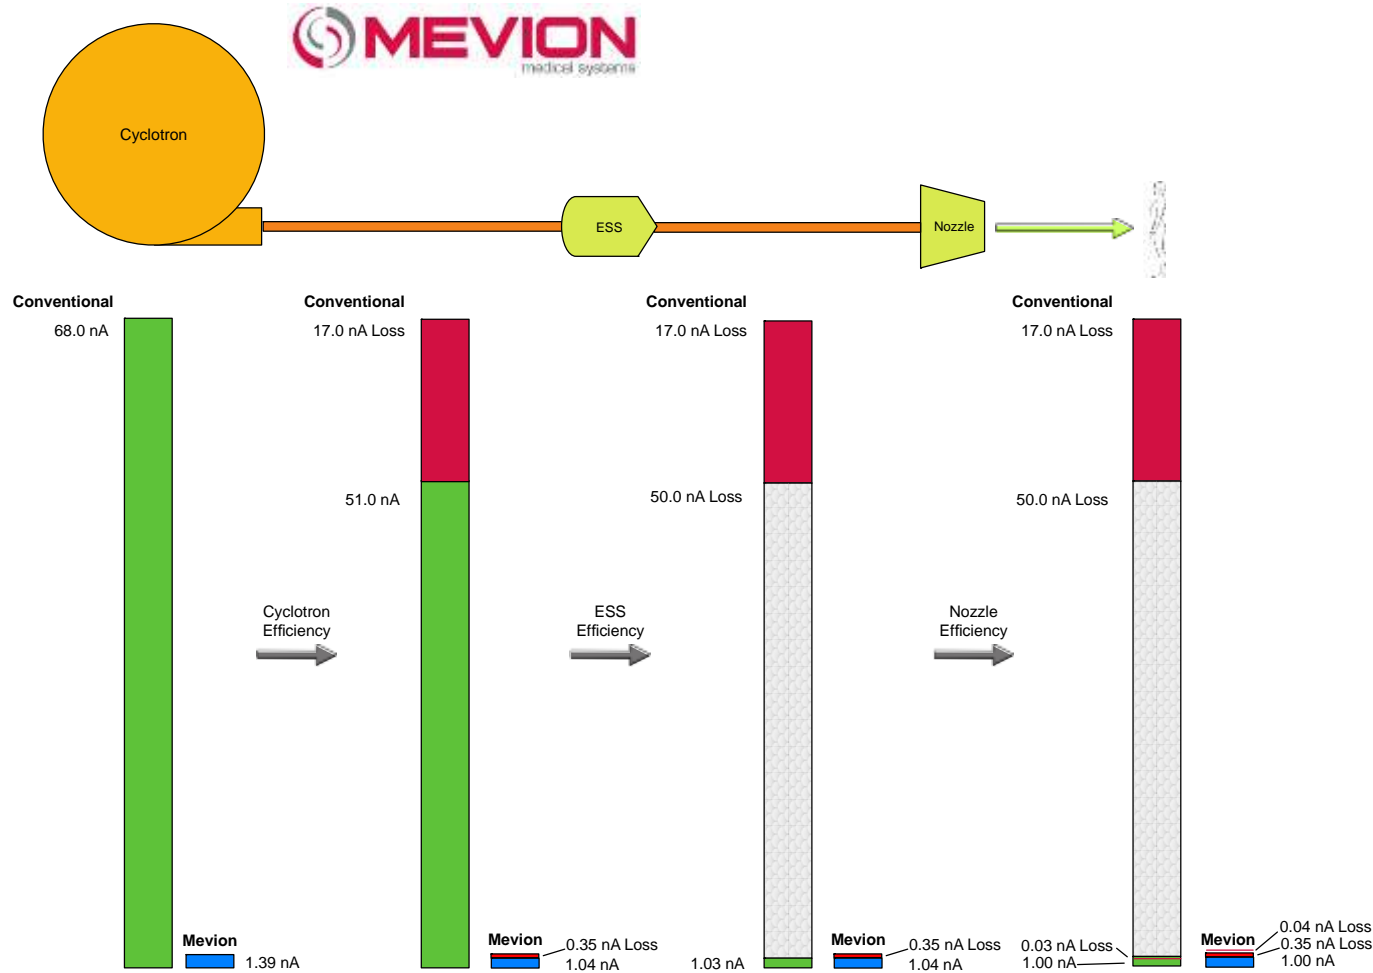 MEVION
medical systems
Cyclotron
ESS
Nozzle
Conventional
68.0 nA
Mevion
1.39 nA
Cyclotron
Efficiency
Conventional
17.0 nA Loss
51.0 nA
Mevion
0.35 nA Loss
1.04 nA
ESS
Efficiency
Conventional
17.0 nA Loss
50.0 nA Loss
1.03 nA
Mevion
0.35 nA Loss
1.04 nA
Nozzle
Efficiency
Conventional
17.0 nA Loss
50.0 nA Loss
0.03 nA Loss
1.00 nA
Mevion
0.04 nA Loss
0.35 nA Loss
1.00 nA